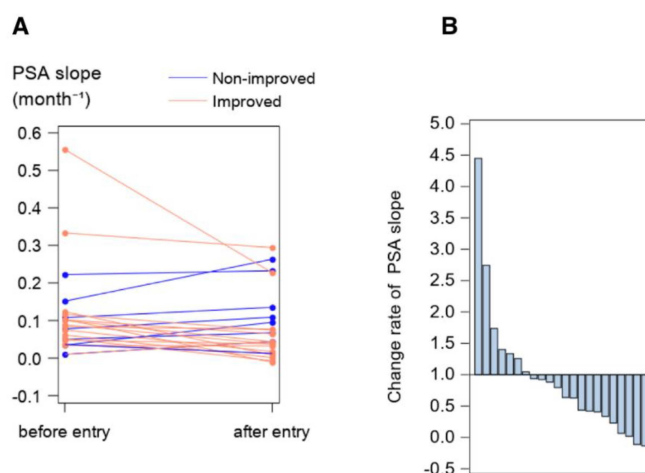 A
PSA slope
(month⁻¹)
Non-improved
Improved
0.6
0.5
0.4
0.3
0.2
0.1
0.0
-0.1
before entry
after entry
B
Change rate of PSA slope
5.0
4.5
4.0
3.5
3.0
2.5
2.0
1.5
1.0
0.5
0.0
-0.5